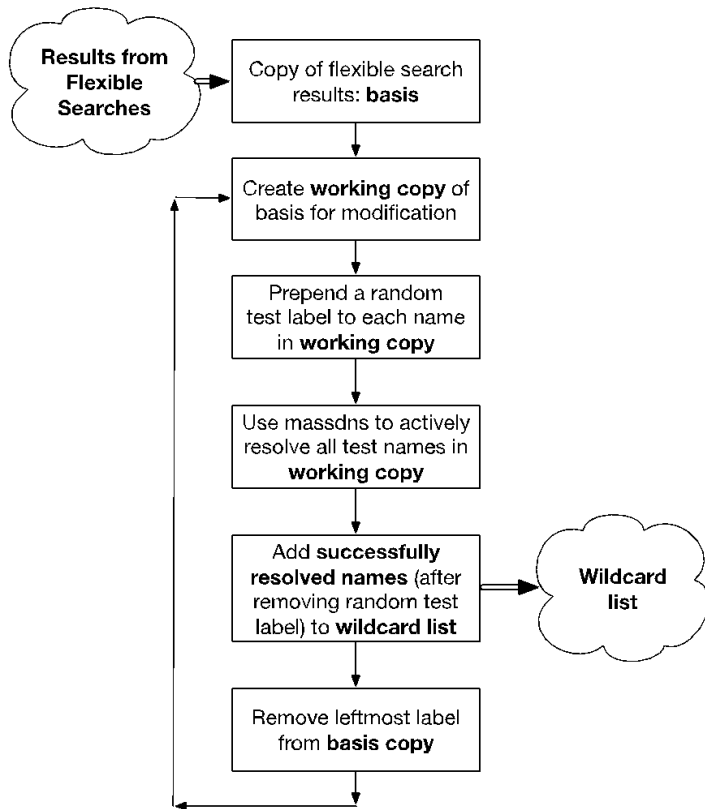 Results from
Flexible
Searches
Copy of flexible search
results: basis
Create working copy of
basis for modification
Prepend a random
test label to each name
in working copy
Use massdns to actively
resolve all test names in
working copy
Add successfully
resolved names (after
removing random test
label) to wildcard list
Wildcard
list
Remove leftmost label
from basis copy